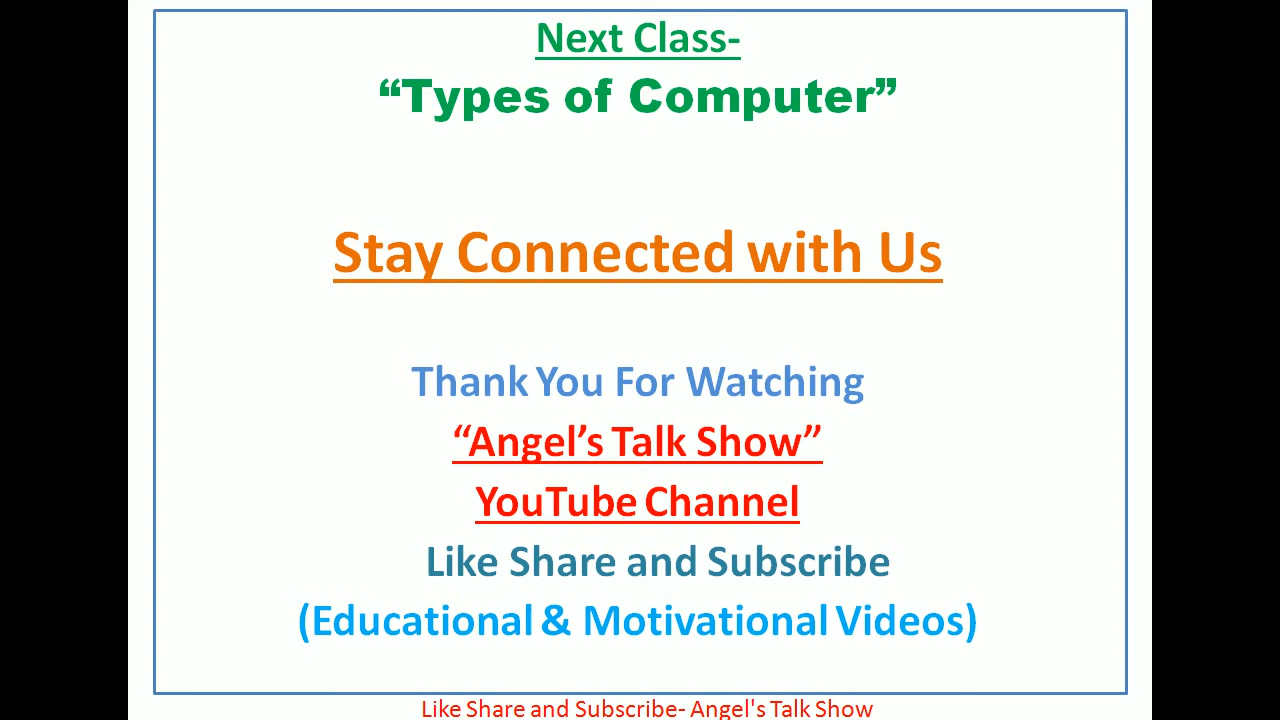 Next Class-
“Types of Computer”
Stay Connected with Us
Thank You For Watching
“Angel’s Talk Show”
YouTube Channel
Like Share and Subscribe
(Educational & Motivational Videos)
Like Share and Subscribe- Angel's Talk Show